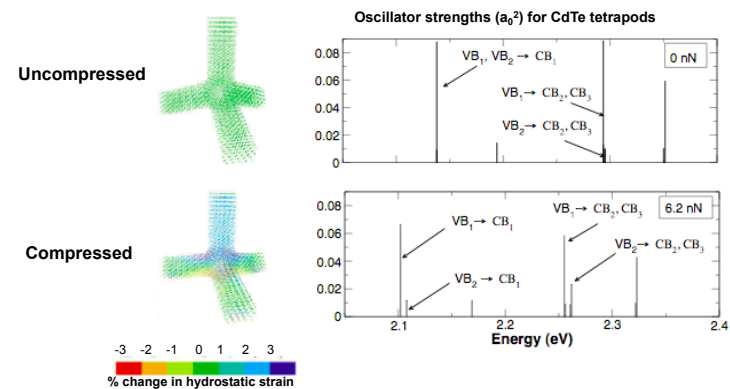 Oscillator strengths (a₀²) for CdTe tetrapods
Uncompressed
0.08
0.06
0.04
0.02
0
VB₁, VB₂ → CB₁
VB₁→ CB₂, CB₃
VB₂→ CB₂, CB₃
0 nN
Compressed
0.08
0.06
0.04
0.02
0
VB₁→ CB₁
VB₂ → CB₁
VB₁→ CB₂, CB₃
VB₂→ CB₂, CB₃
6.2 nN
2.1 2.2 2.3 2.4
Energy (eV)
-3 -2 -1 0 1 2 3
% change in hydrostatic strain